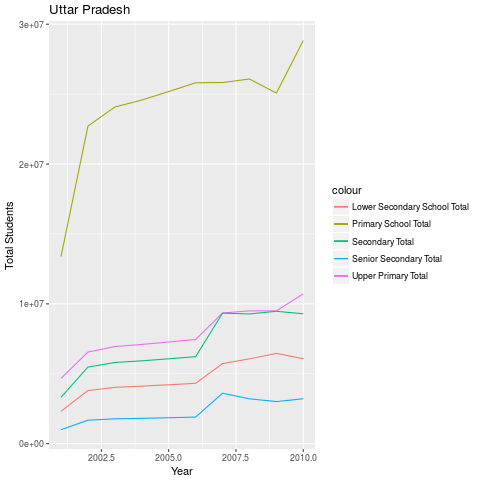 Uttar Pradesh
3e+07
2e+07
1e+07
0e+00
Total Students
2002.5 2005.0 2007.5 2010.0
Year
colour
Lower Secondary School Total
Primary School Total
Secondary Total
Senior Secondary Total
Upper Primary Total